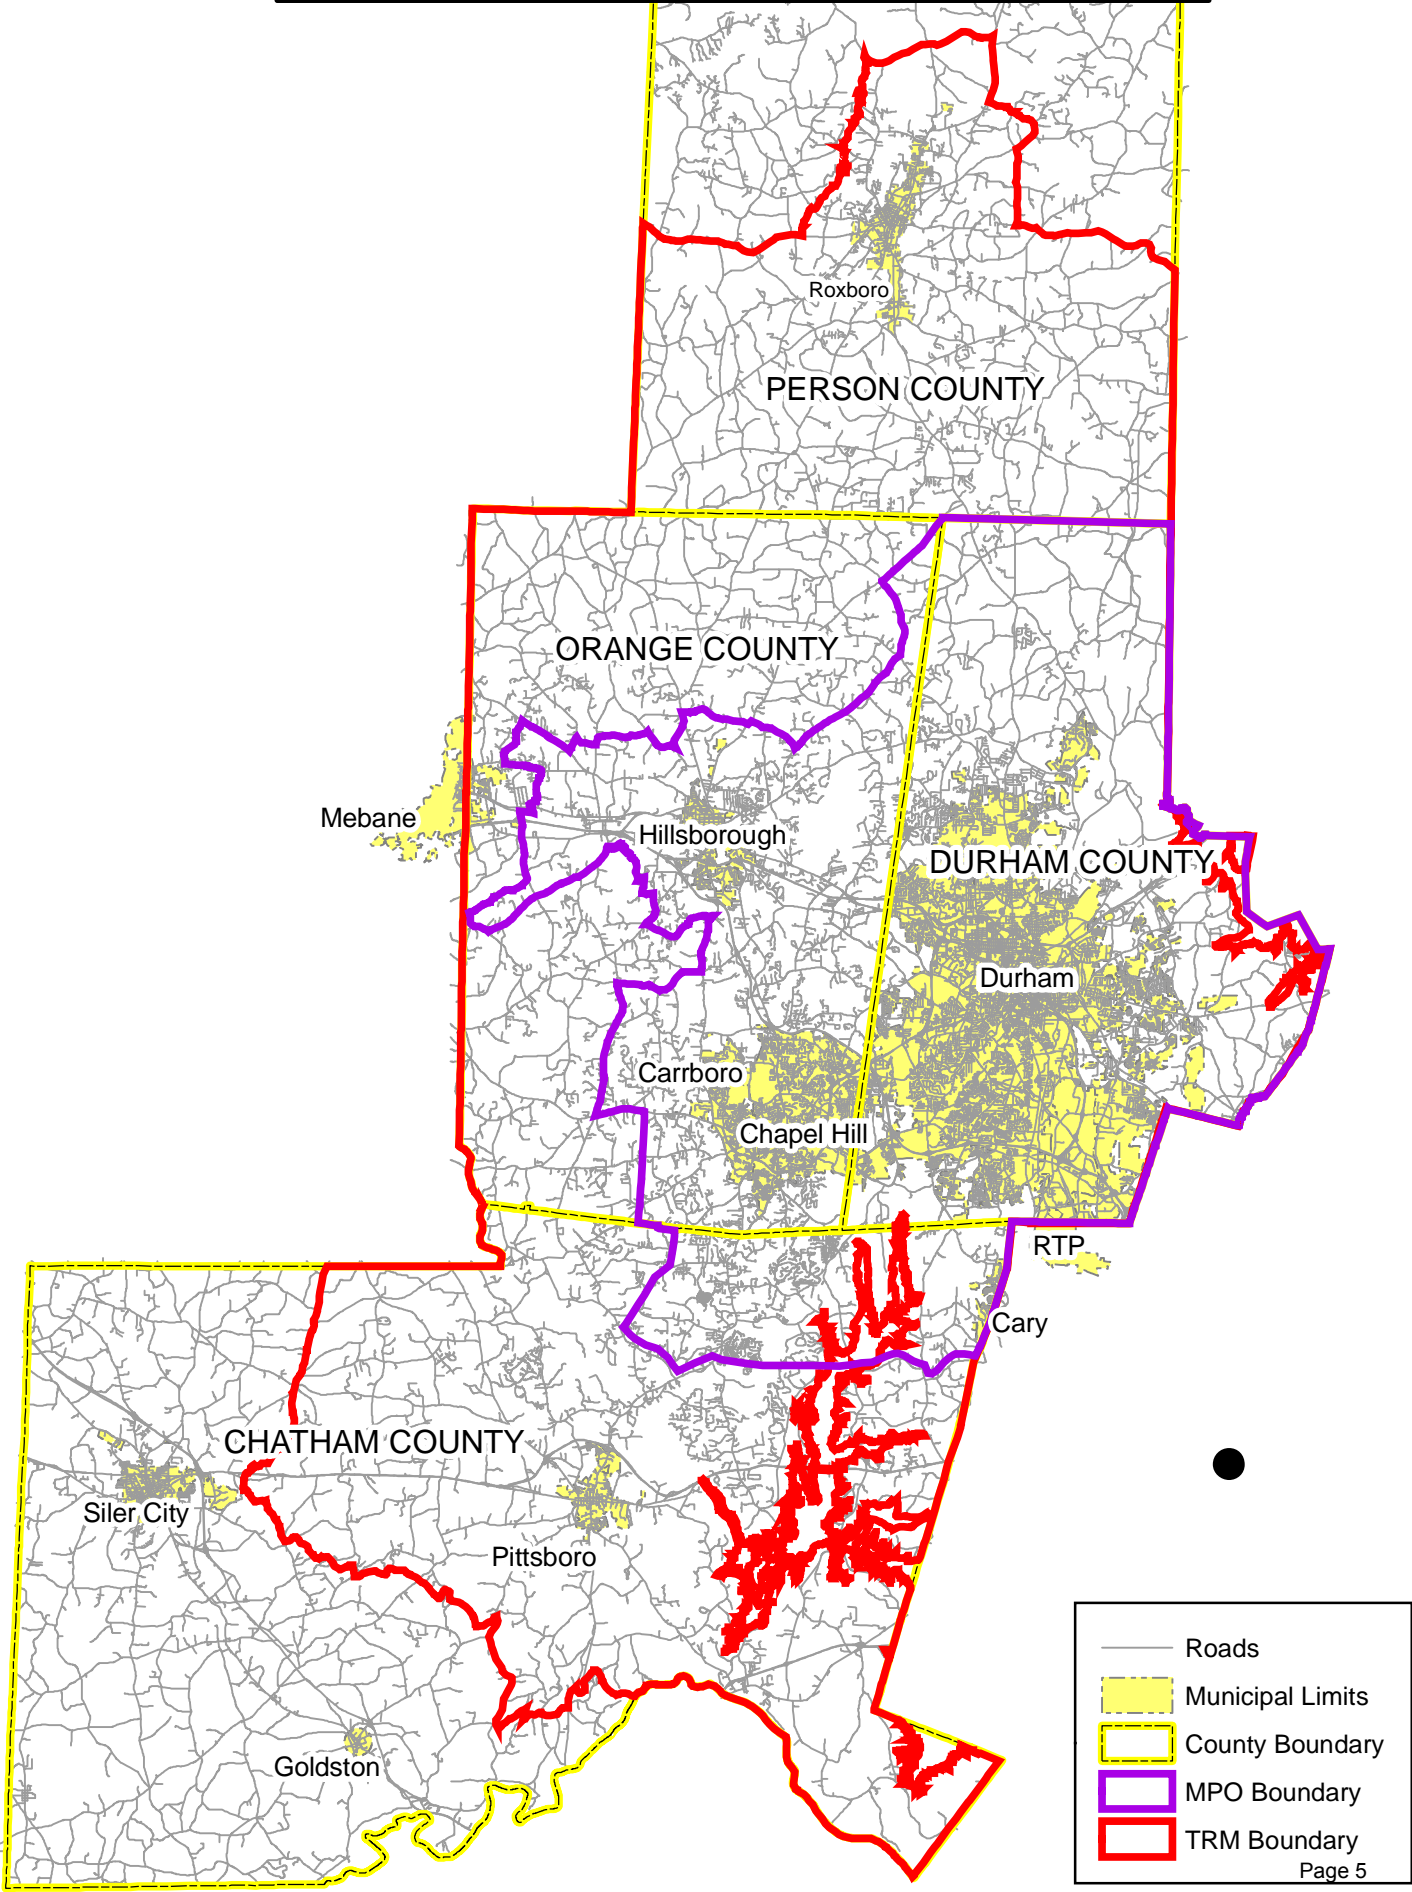 Roxboro
PERSON COUNTY
ORANGE COUNTY
Mebane
Hillsborough
DURHAM COUNTY
Durham
Carrboro
Chapel Hill
RTP
Cary
CHATHAM COUNTY
Siler City
Pittsboro
Goldston
Roads
Municipal Limits
County Boundary
MPO Boundary
TRM Boundary
Page 5